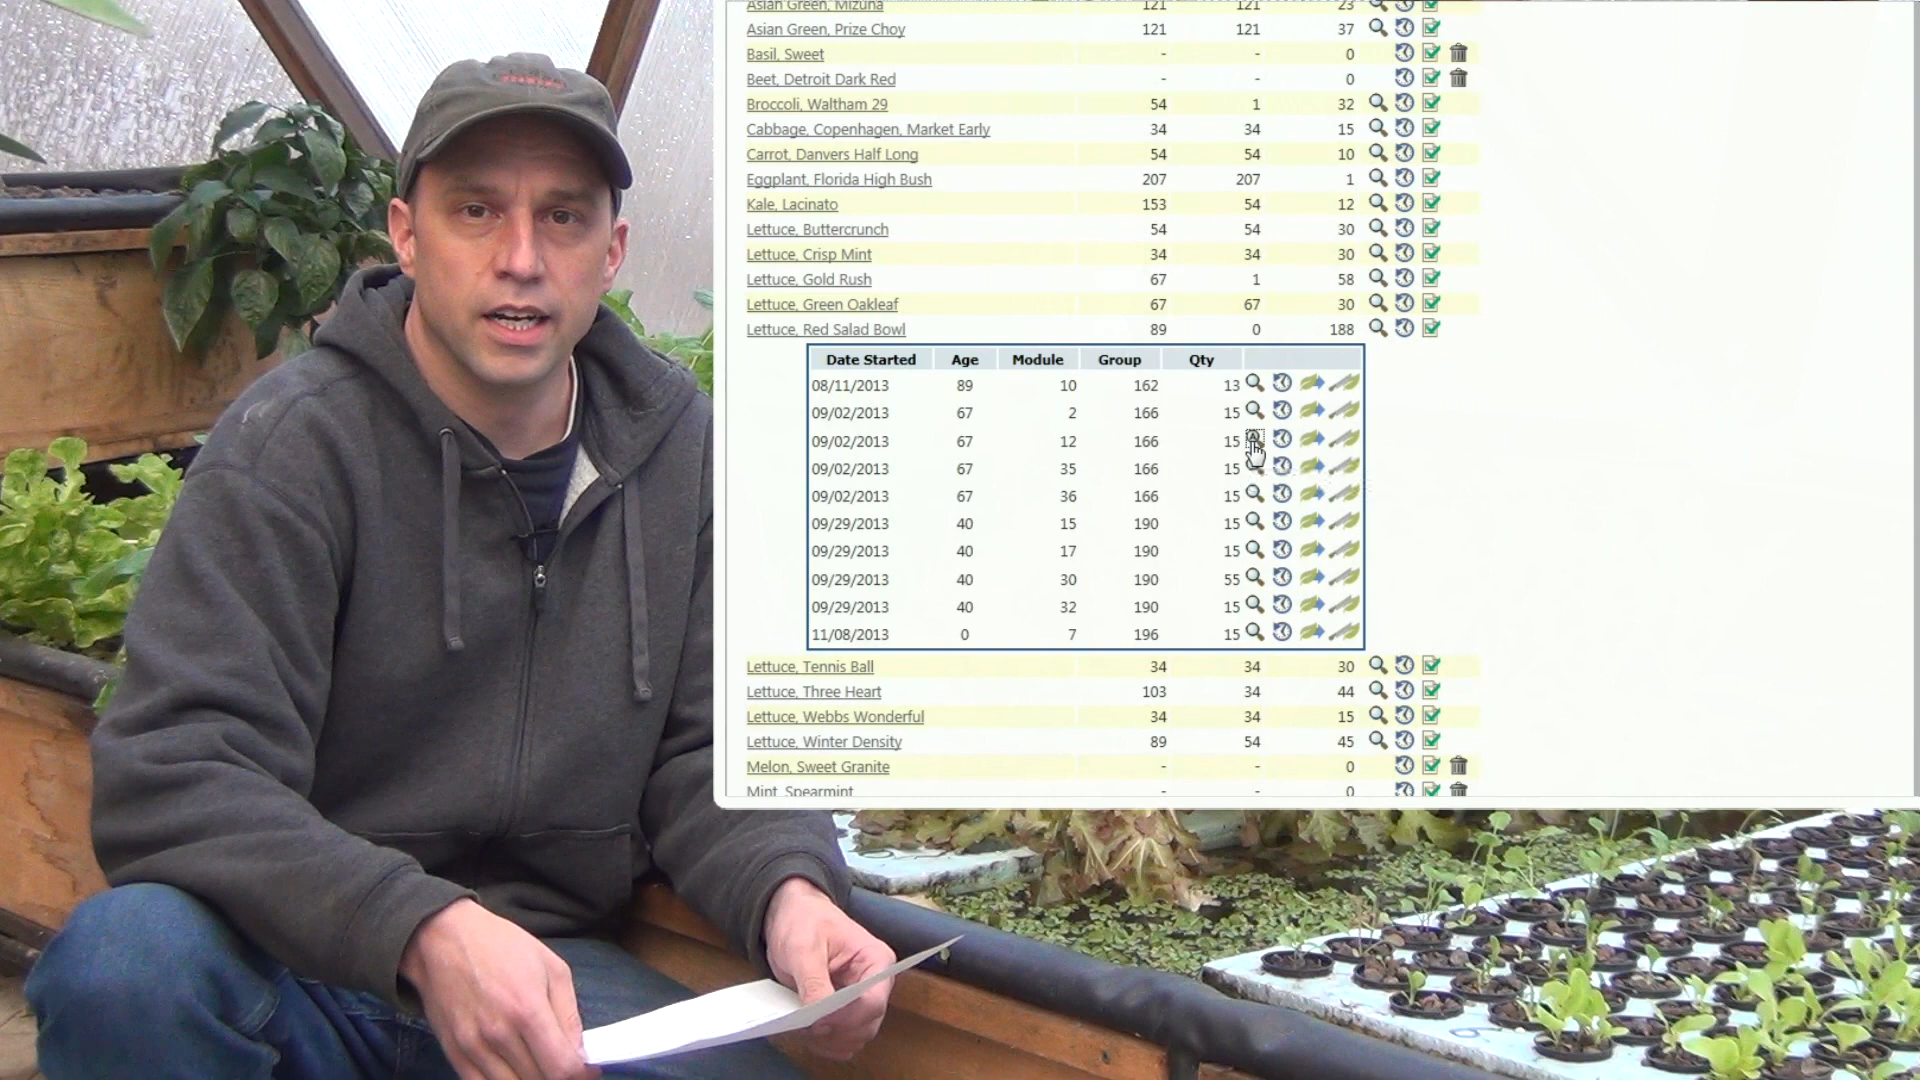 Asian Green, Mizuna 121 121 23
Asian Green, Prize Choy 121 121 37
Basil, Sweet - - 0
Beet, Detroit Dark Red - - 0
Broccoli, Waltham 29 54 1 32
Cabbage, Copenhagen, Market Early 34 34 15
Carrot, Danvers Half Long 54 54 10
Eggplant, Florida High Bush 207 207 1
Kale, Lacinato 153 54 12
Lettuce, Buttercrunch 54 54 30
Lettuce, Crisp Mint 34 34 30
Lettuce, Gold Rush 67 1 58
Lettuce, Green Oakleaf 67 67 30
Lettuce, Red Salad Bowl 89 0 188
Date Started Age Module Group Qty
08/11/2013 89 10 162 13
09/02/2013 67 2 166 15
09/02/2013 67 12 166 15
09/02/2013 67 35 166 15
09/02/2013 67 36 166 15
09/29/2013 40 15 190 15
09/29/2013 40 17 190 15
09/29/2013 40 30 190 55
09/29/2013 40 32 190 15
11/08/2013 0 7 196 15
Lettuce, Tennis Ball 34 34 30
Lettuce, Three Heart 103 34 44
Lettuce, Webbs Wonderful 34 34 15
Lettuce, Winter Density 89 54 45
Melon, Sweet Granite - - 0
Mint, Spearmint - - 0